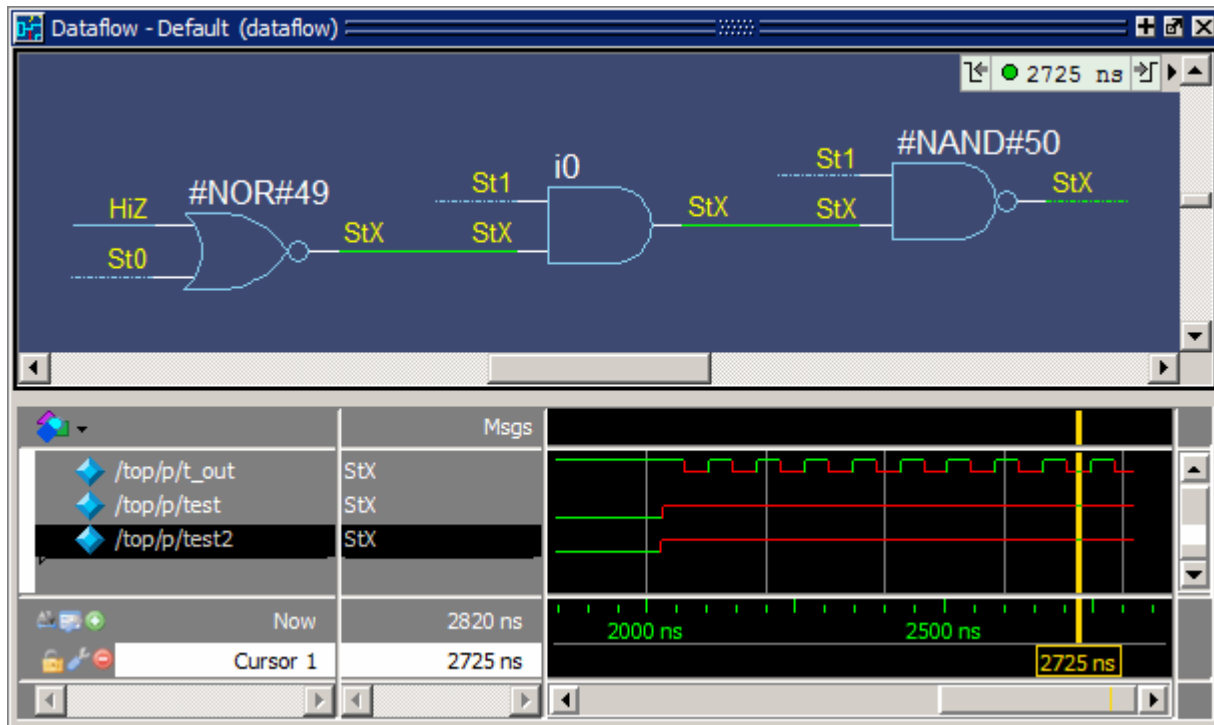 Dataflow - Default (dataflow)
2725 ns
#NAND#50
St1
i0
St1
StX
#NOR#49
HiZ
StX
StX
StX
StX
St0
Msgs
/top/p/t_out StX
/top/p/test StX
/top/p/test2 StX
Now 2820 ns
2000 ns 2500 ns
Cursor 1 2725 ns
2725 ns